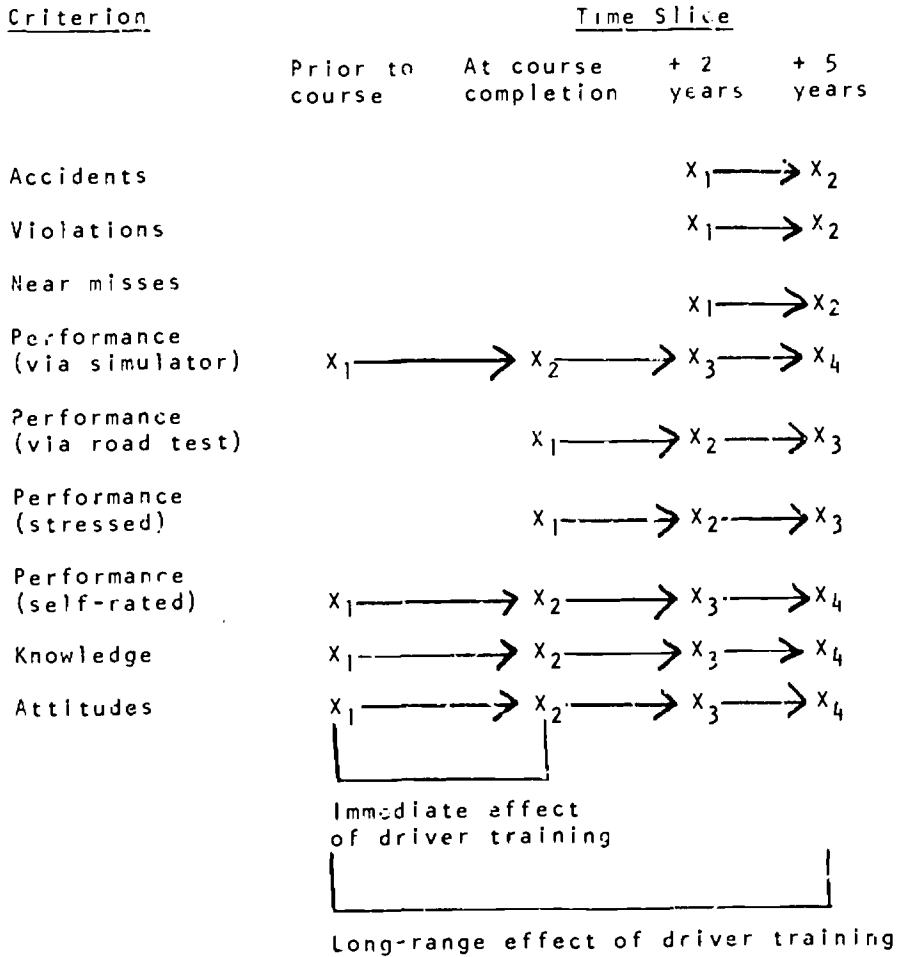 Criterion Time Slice
Prior to At course + 2 + 5
course completion years years
Accidents X1 X2
Violations X1 X2
Near misses
X1 X2
Performance
(via simulator) X1 X2 X3 X4
Performance
(via road test) X1 X2 X3
Performance
(stressed) X1 X2 X3
Performance
(self-rated) X1 X2 X3 X4
Knowledge X1 X2 X3 X4
Attitudes X1 X2 X3 X4
Immediate effect
of driver training
Long-range effect of driver training